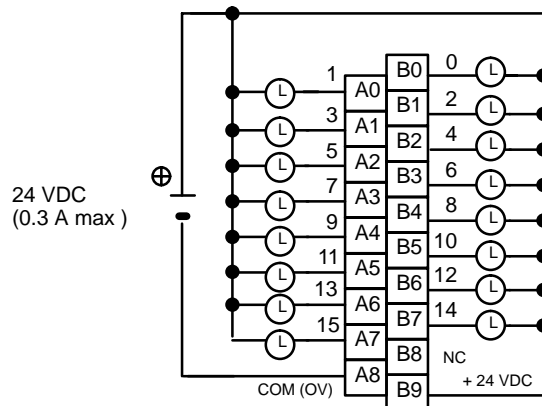 0
1 B0 L
L A0 2
3 B1 L
L A1 4
5 B2 L
L A2 6
7 B3 L
24 VDC L A3 8
(0.3 A max ) 9 B4 L
L A4 10
11 B5 L
L A5 12
13 B6 L
L A6 14
15 B7 L
L A7
B8 NC
A8 + 24 VDC
COM (OV) B9